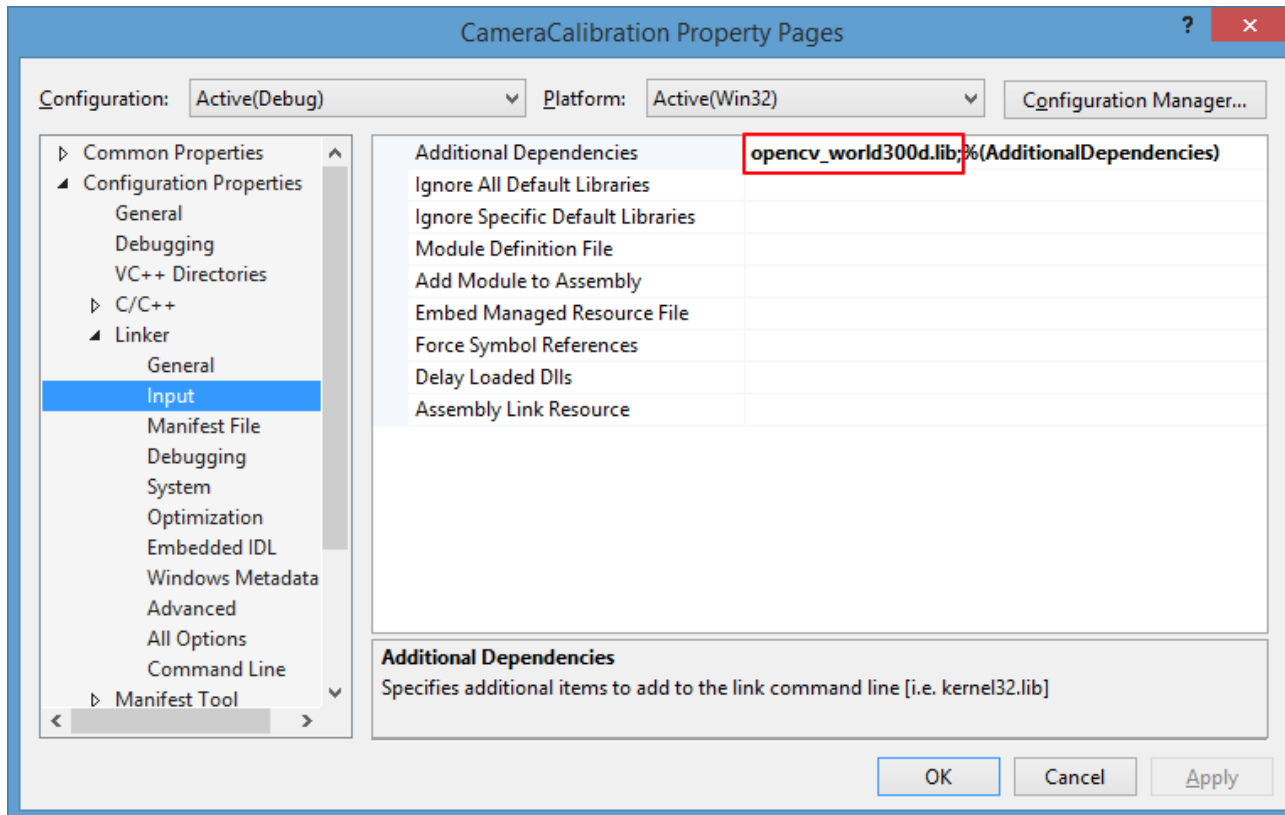 CameraCalibration Property Pages
?
Configuration: Active(Debug) Platform: Active(Win32) Configuration Manager...
Common Properties
Configuration Properties
General
Debugging
VC++ Directories
C/C++
Linker
General
Input
Manifest File
Debugging
System
Optimization
Embedded IDL
Windows Metadata
Advanced
All Options
Command Line
Manifest Tool
Additional Dependencies opencv_world300d.lib;%(AdditionalDependencies)
Ignore All Default Libraries
Ignore Specific Default Libraries
Module Definition File
Add Module to Assembly
Embed Managed Resource File
Force Symbol References
Delay Loaded Dlls
Assembly Link Resource
Additional Dependencies
Specifies additional items to add to the link command line [i.e. kernel32.lib]
OK Cancel Apply